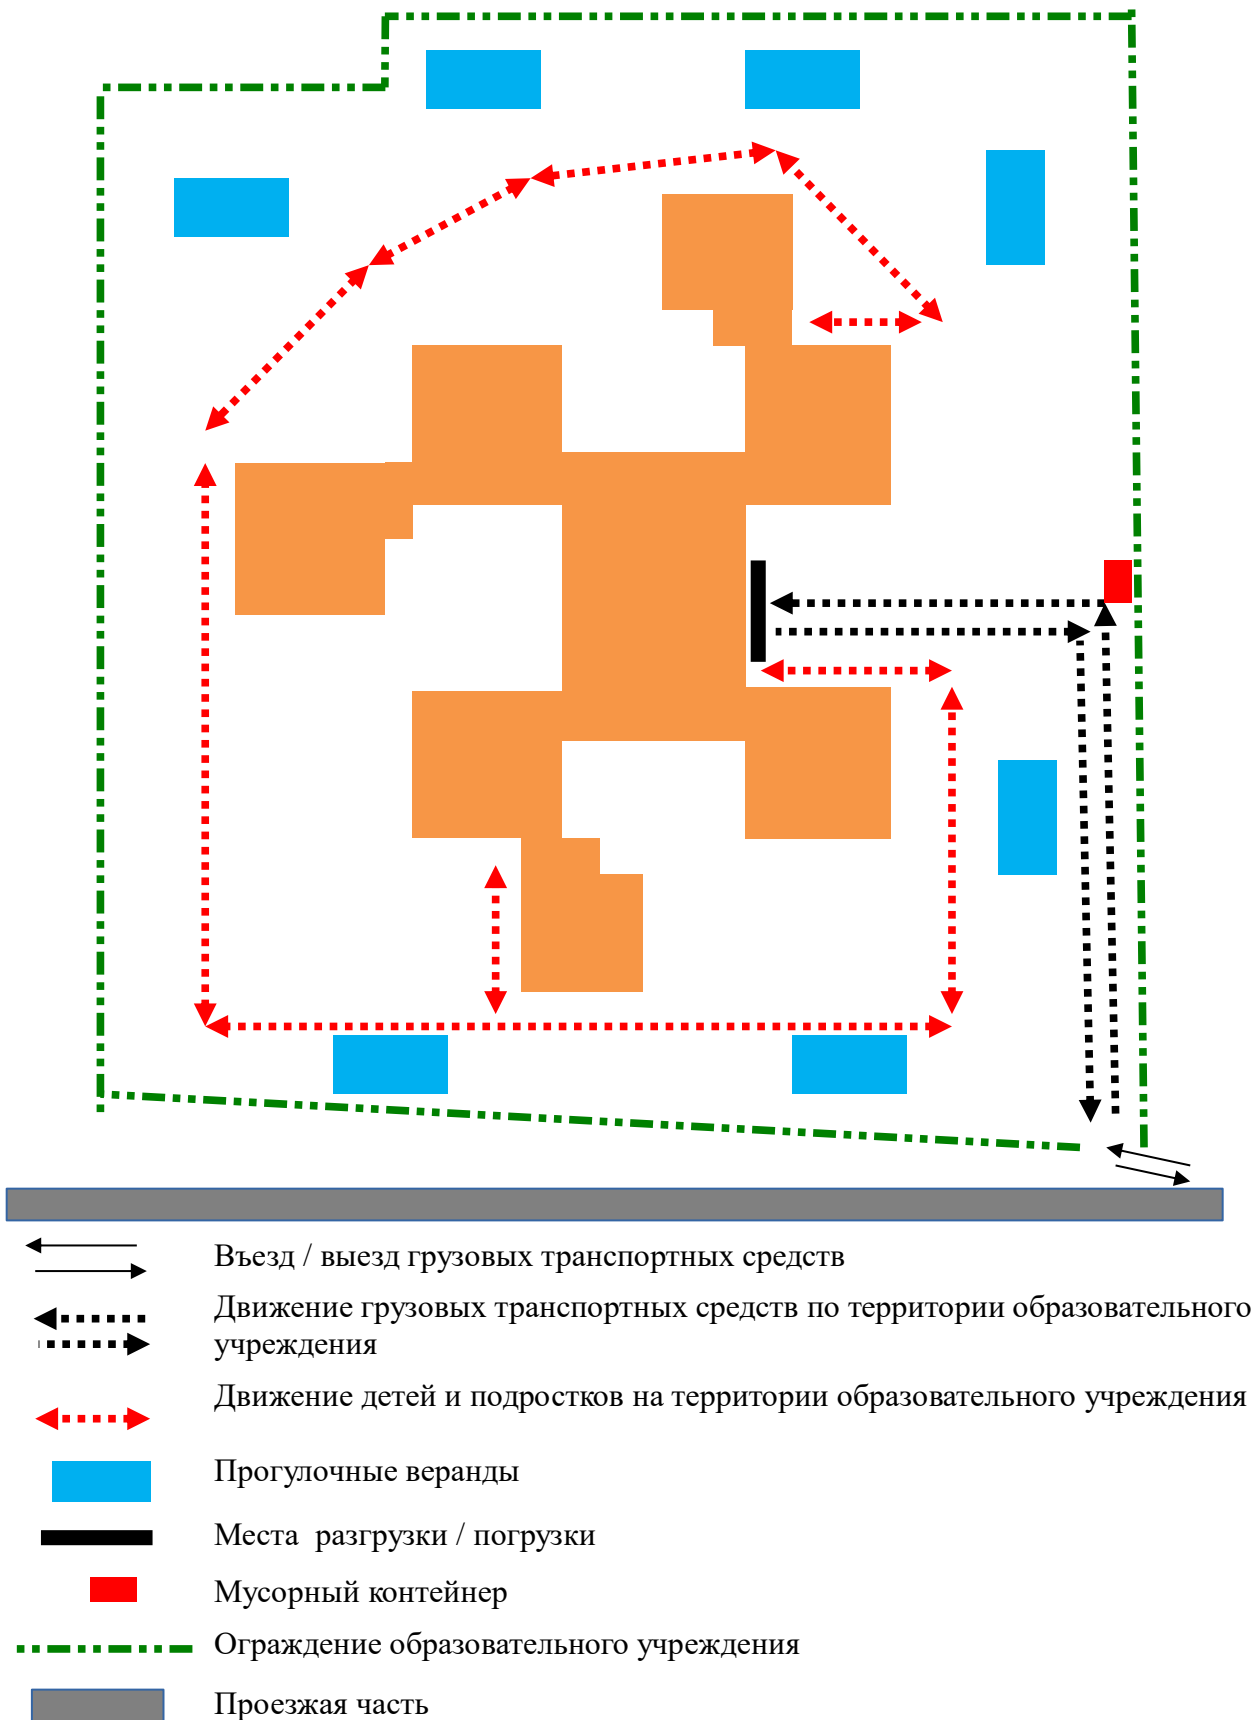 Въезд / выезд грузовых транспортных средств
Движение грузовых транспортных средств по территории образовательного
учреждения
Движение детей и подростков на территории образовательного учреждения
Прогулочные веранды
Места разгрузки / погрузки
Мусорный контейнер
Ограждение образовательного учреждения
Проезжая часть